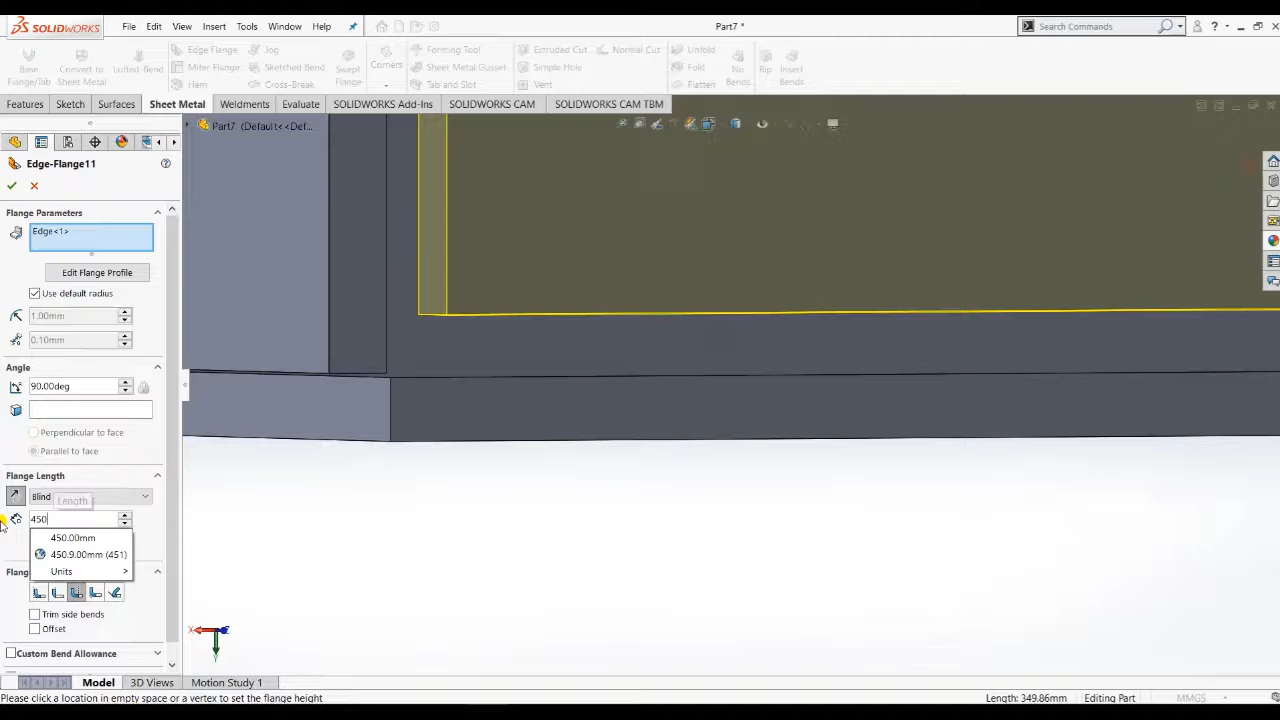 SOLIDWORKS File Edit View Insert Tools Window Help Part7 * Search Commands ?
Base Flange/Tab Convert to Sheet Metal Lofted-Bend Edge Flange Miter Flange Hem Jog Sketched Bend Cross-Break Swept Flange Corners Forming Tool Sheet Metal Gusset Tab and Slot Extruded Cut Simple Hole Vent Normal Cut Unfold Fold Flatten No Bends Rip Insert Bends
Features Sketch Surfaces Sheet Metal Weldments Evaluate SOLIDWORKS Add-Ins SOLIDWORKS CAM SOLIDWORKS CAM TBM
Part7 (Default<<Def...
Edge-Flange11
Flange Parameters
Edge<1>
Edit Flange Profile
Use default radius
1.00mm
0.10mm
Angle
90.00deg
Perpendicular to face
Parallel to face
Flange Length
Blind
Length
450
450.00mm
450.9.00mm (451)
Units >
Flang
Trim side bends
Offset
Custom Bend Allowance
X
Y
Model 3D Views Motion Study 1
Please click a location in empty space or a vertex to set the flange height Length: 349.86mm Editing Part MMGS